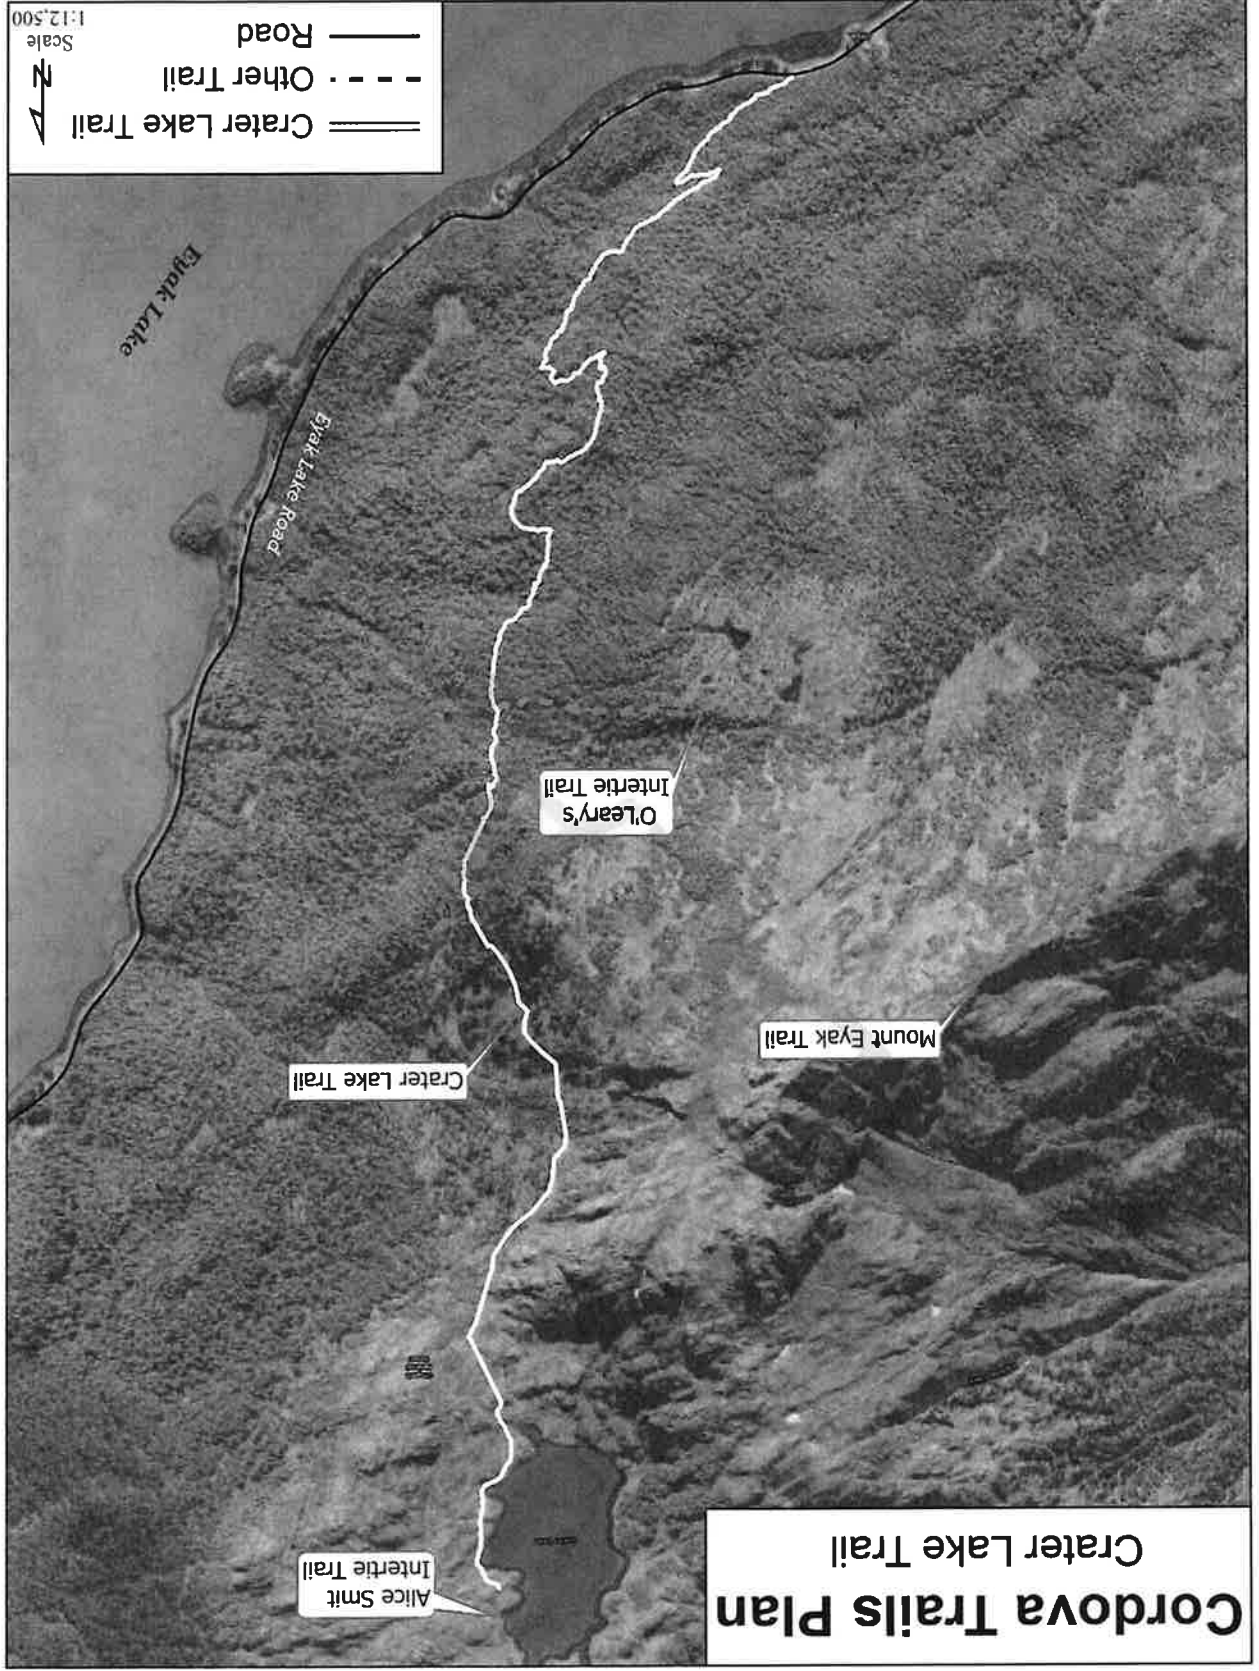 Cordova Trails Plan
Crater Lake Trail
Alice Smit
Intertie Trail
Crater Lake Trail
Mount Eyak Trail
O'Leary's
Intertie Trail
Eyak Lake Road
Eyak Lake
Crater Lake Trail
Other Trail
Road
N
Scale
1:12,500